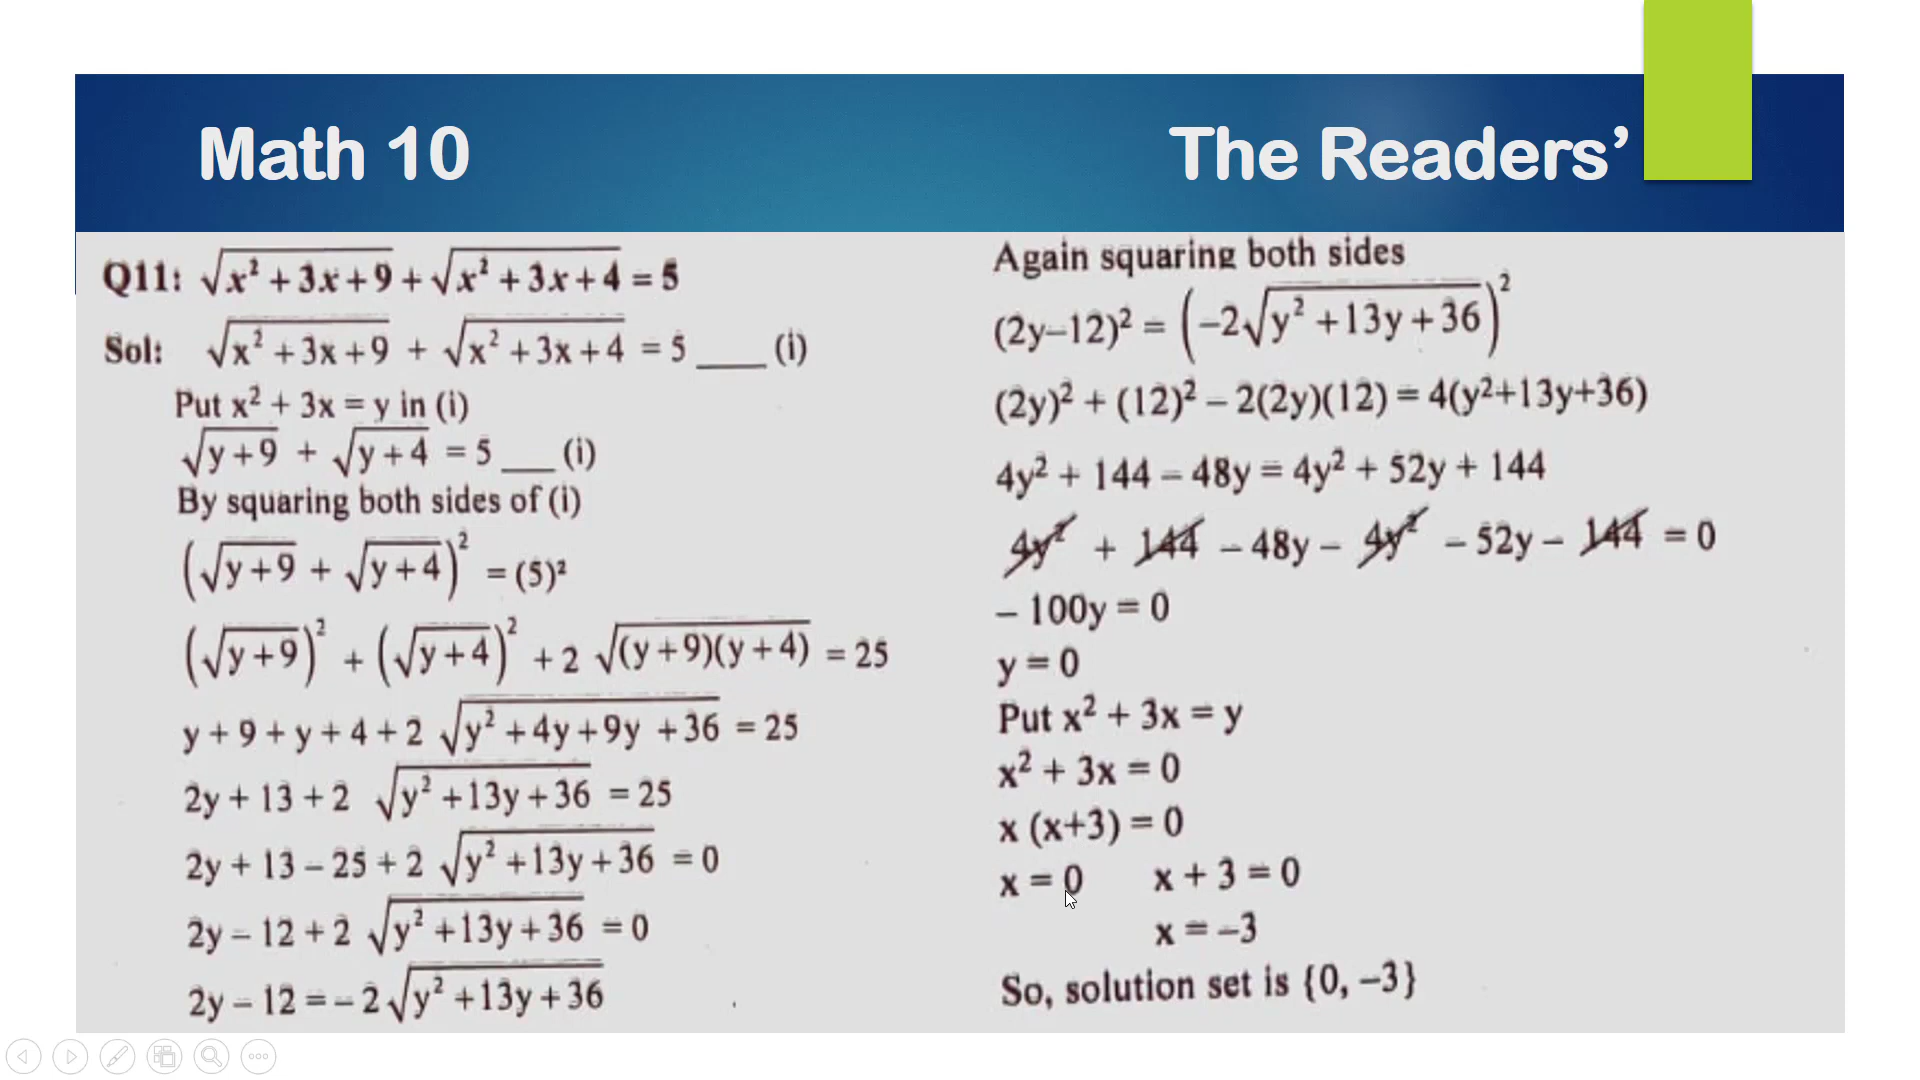 Math 10
The Readers’
Q11: √(x² + 3x + 9) + √(x² + 3x + 4) = 5
Sol: √(x² + 3x + 9) + √(x² + 3x + 4) = 5 ____ (i)
Put x² + 3x = y in (i)
√(y + 9) + √(y + 4) = 5 ___ (i)
By squaring both sides of (i)
(√(y + 9) + √(y + 4))² = (5)²
(√(y + 9))² + (√(y + 4))² + 2 √((y + 9)(y + 4)) = 25
y + 9 + y + 4 + 2 √(y² + 4y + 9y + 36) = 25
2y + 13 + 2 √(y² + 13y + 36) = 25
2y + 13 – 25 + 2 √(y² + 13y + 36) = 0
2y – 12 + 2 √(y² + 13y + 36) = 0
2y – 12 = – 2 √(y² + 13y + 36)
Again squaring both sides
(2y–12)² = (–2√(y² + 13y + 36))²
(2y)² + (12)² – 2(2y)(12) = 4(y²+13y+36)
4y² + 144 – 48y = 4y² + 52y + 144
4y² + 144 – 48y – 4y² – 52y – 144 = 0
– 100y = 0
y = 0
Put x² + 3x = y
x² + 3x = 0
x (x+3) = 0
x = 0 x + 3 = 0
x = –3
So, solution set is {0, –3}